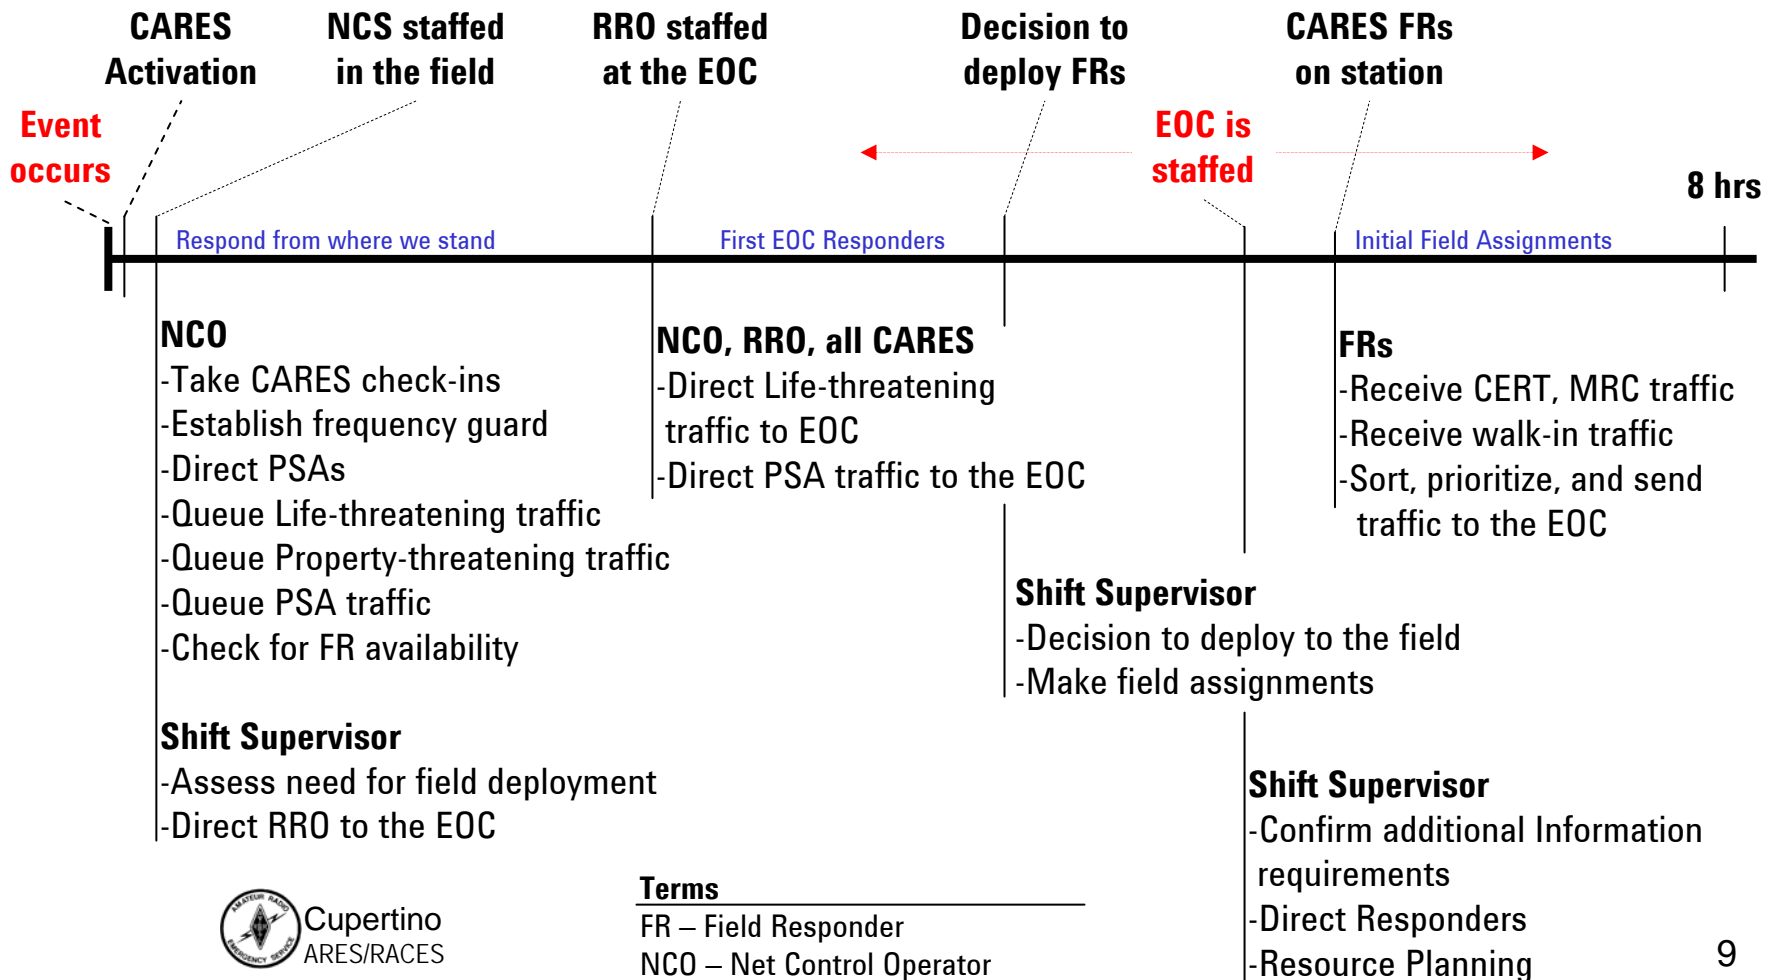 CARES
Activation
NCS staffed
in the field
RRO staffed
at the EOC
Decision to
deploy FRs
CARES FRs
on station
Event
occurs
EOC is
staffed
8 hrs
Respond from where we stand
First EOC Responders
Initial Field Assignments
NCO
-Take CARES check-ins
-Establish frequency guard
-Direct PSAs
-Queue Life-threatening traffic
-Queue Property-threatening traffic
-Queue PSA traffic
-Check for FR availability
Shift Supervisor
-Assess need for field deployment
-Direct RRO to the EOC
NCO, RRO, all CARES
-Direct Life-threatening
traffic to EOC
-Direct PSA traffic to the EOC
Shift Supervisor
-Decision to deploy to the field
-Make field assignments
FRs
-Receive CERT, MRC traffic
-Receive walk-in traffic
-Sort, prioritize, and send
traffic to the EOC
Shift Supervisor
-Confirm additional Information
requirements
-Direct Responders
-Resource Planning
AMATEUR RADIO
EMERGENCY SERVICE
Cupertino
ARES/RACES
Terms
FR – Field Responder
NCO – Net Control Operator
9